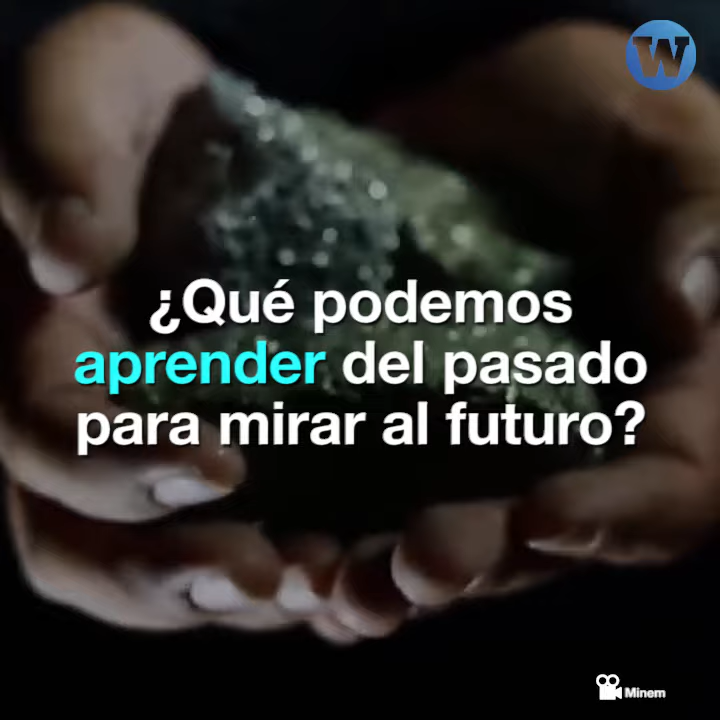 W
¿Qué podemos
aprender del pasado
para mirar al futuro?
Minem